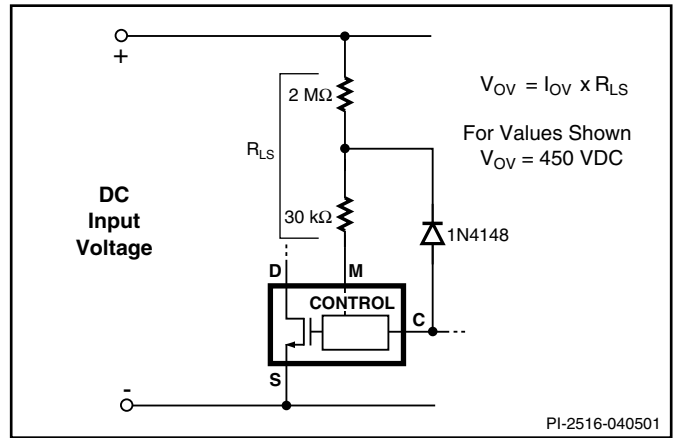 +
2 MΩ
V_OV = I_OV x R_LS
R_LS
For Values Shown
V_OV = 450 VDC
DC
Input
Voltage
30 kΩ
1N4148
D
M
CONTROL
C
S
-
PI-2516-040501